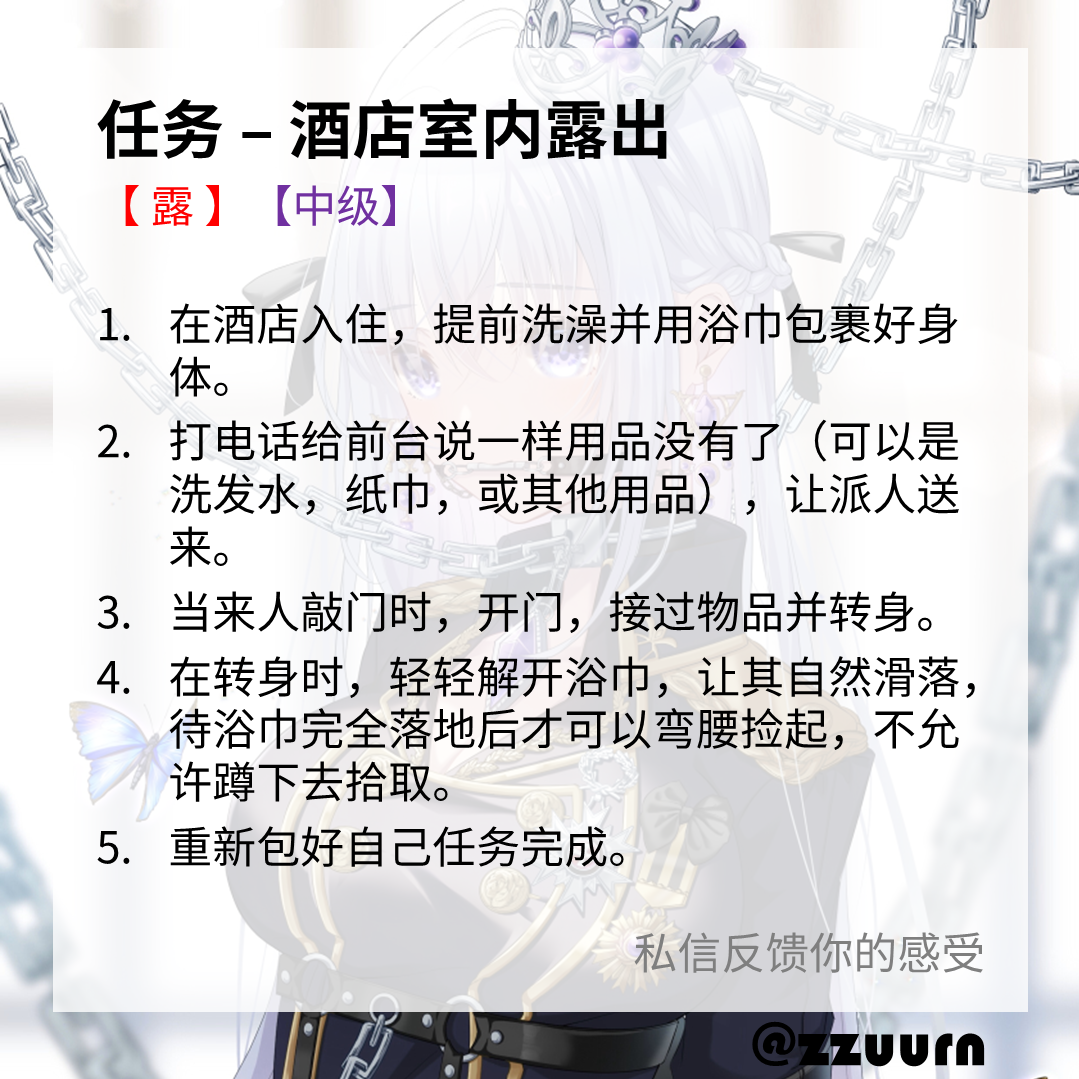 任务 – 酒店室内露出
【 露 】 【中级】
1. 在酒店入住，提前洗澡并用浴巾包裹好身
体。
2. 打电话给前台说一样用品没有了（可以是
洗发水，纸巾，或其他用品），让派人送
来。
3. 当来人敲门时，开门，接过物品并转身。
4. 在转身时，轻轻解开浴巾，让其自然滑落，
待浴巾完全落地后才可以弯腰捡起，不允
许蹲下去拾取。
5. 重新包好自己任务完成。
私信反馈你的感受
@zzuurn